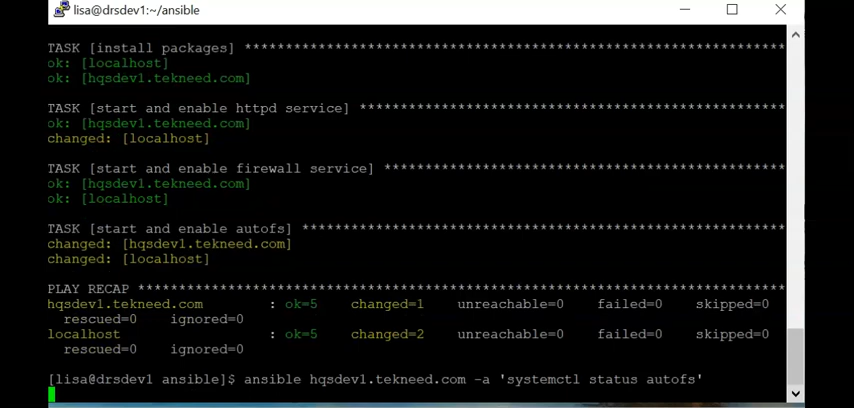 lisa@drsdev1:~/ansible
TASK [install packages] ******************************************************************
ok: [localhost]
ok: [hqsdev1.tekneed.com]
TASK [start and enable httpd service] ****************************************************
ok: [hqsdev1.tekneed.com]
changed: [localhost]
TASK [start and enable firewall service] *************************************************
ok: [hqsdev1.tekneed.com]
ok: [localhost]
TASK [start and enable autofs] ***********************************************************
changed: [hqsdev1.tekneed.com]
changed: [localhost]
PLAY RECAP *******************************************************************************
hqsdev1.tekneed.com : ok=5 changed=1 unreachable=0 failed=0 skipped=0
rescued=0 ignored=0
localhost : ok=5 changed=2 unreachable=0 failed=0 skipped=0
rescued=0 ignored=0
[lisa@drsdev1 ansible]$ ansible hqsdev1.tekneed.com -a 'systemctl status autofs'